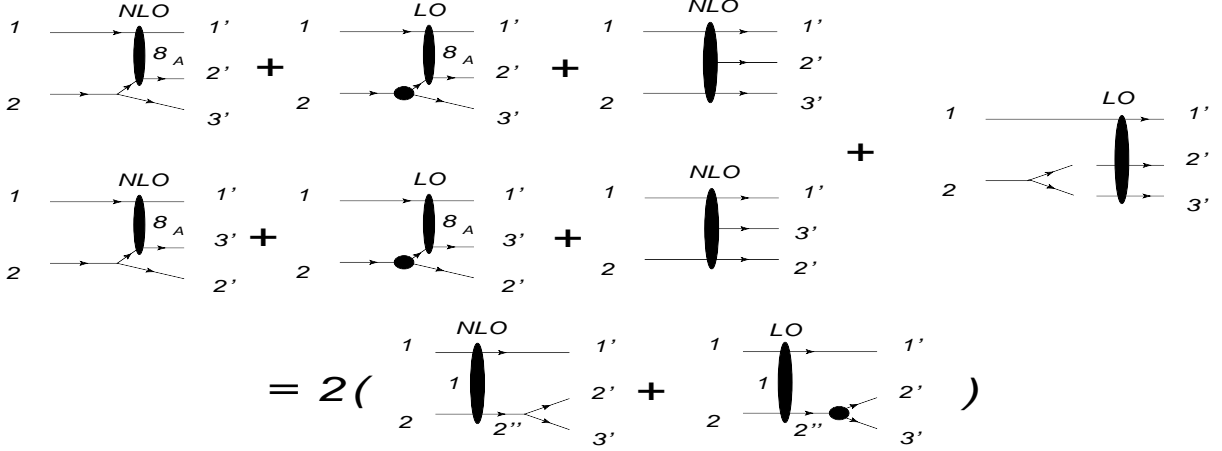 NLO LO NLO
1 1' 1 1' 1 1'
8 A 8 A
+ + 2'
2' 2'
2 2 2 3'
3' 3'
LO
1 1'
+
2' 
2
3'
NLO LO NLO
1 1' 1 1' 1 1'
8 A 8 A
3' + 3' + 3'
2 2 2 2'
2' 2'
NLO LO
1 1' 1 1'
= 2 ( 1 2' + 1 2' )
2 2'' 3' 2 2'' 3'